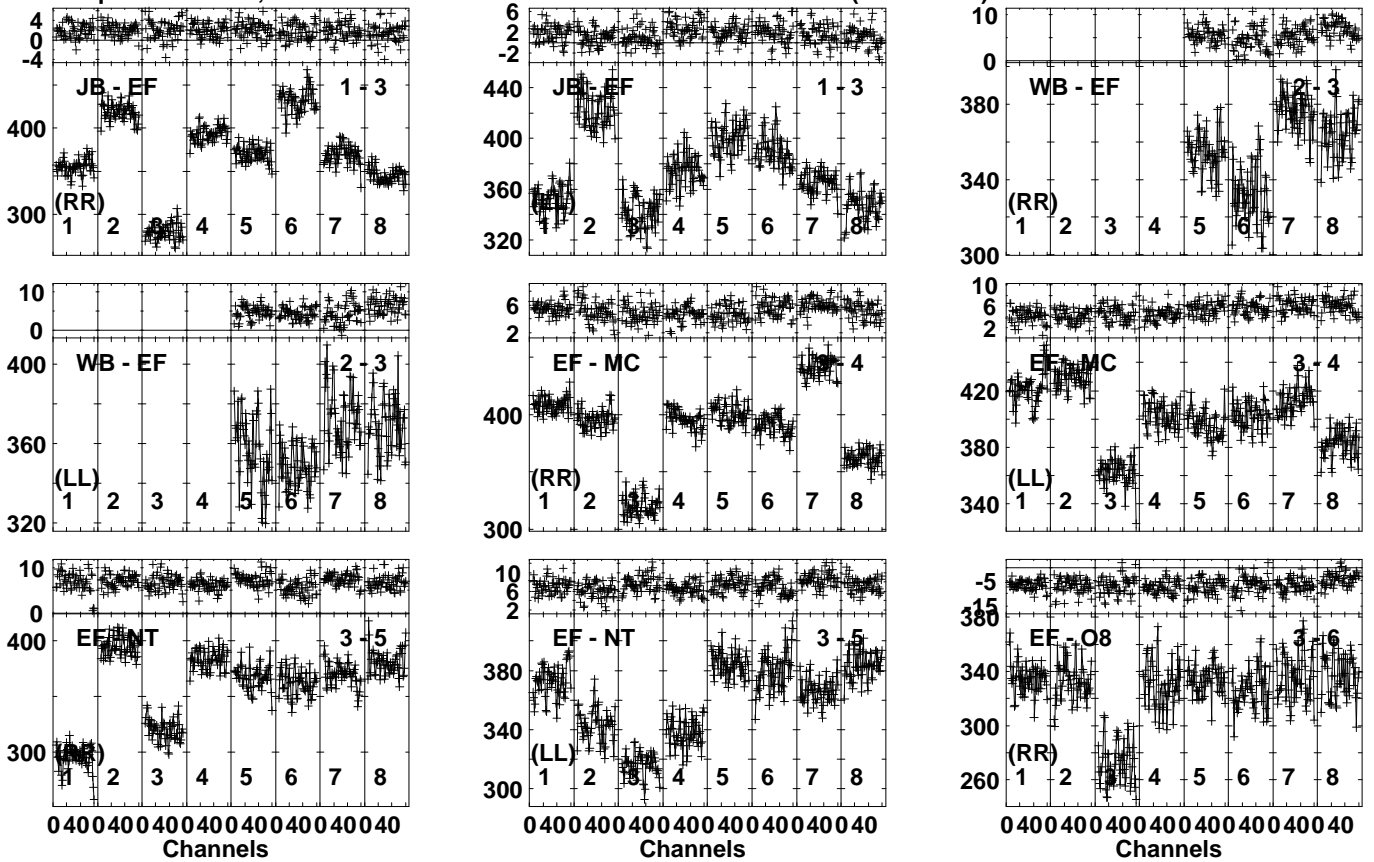 4 0 -4
6 2 -2
10 0
JB - EF 1 - 3
JB - EF 1 - 3
WB - EF 2 - 3
400 300
440 400 360 320
380 340 300
(RR)
(LL)
(RR)
1 2 3 4 5 6 7 8
1 2 3 4 5 6 7 8
1 2 3 4 5 6 7 8
10 0
6 2
10 6 2
WB - EF 2 - 3
EF - MC 3 - 4
EF - MC 3 - 4
400 360 320
400 300
420 380 340
(LL)
(RR)
(LL)
1 2 3 4 5 6 7 8
1 2 3 4 5 6 7 8
1 2 3 4 5 6 7 8
10 0
10 6 2
-5 -15
EF - NT 3 - 5
EF - NT 3 - 5
EF - O8 3 - 6
400 300
380 340 300
380 340 300 260
(RR)
(LL)
(RR)
1 2 3 4 5 6 7 8
1 2 3 4 5 6 7 8
1 2 3 4 5 6 7 8
0 40 0 40 0 40 0 40 0 40 0 40 0 40 0 40
0 40 0 40 0 40 0 40 0 40 0 40 0 40 0 40
0 40 0 40 0 40 0 40 0 40 0 40 0 40 0 40
Channels
Channels
Channels